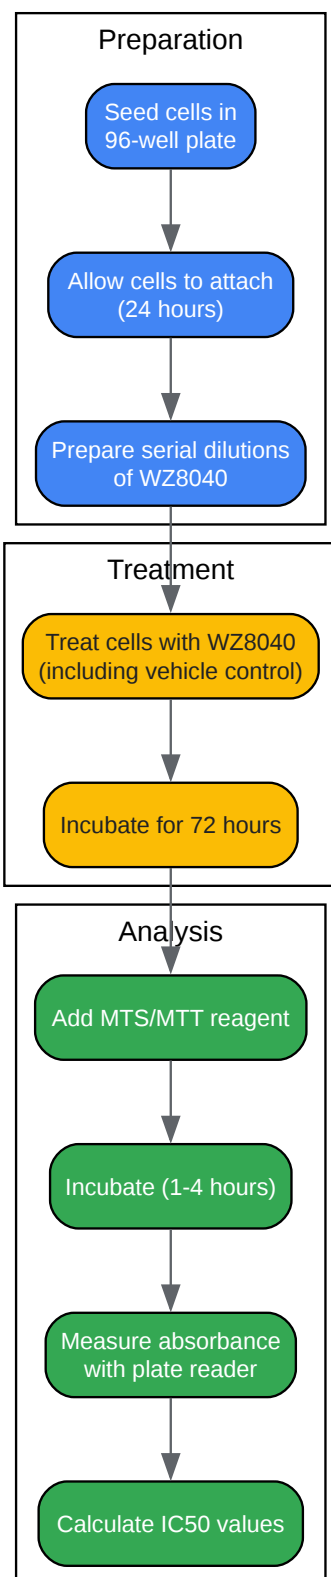 Preparation
Seed cells in
96-well plate
Allow cells to attach
(24 hours)
Prepare serial dilutions
of WZ8040
Treatment
Treat cells with WZ8040
(including vehicle control)
Incubate for 72 hours
Analysis
Add MTS/MTT reagent
Incubate (1-4 hours)
Measure absorbance
with plate reader
Calculate IC50 values